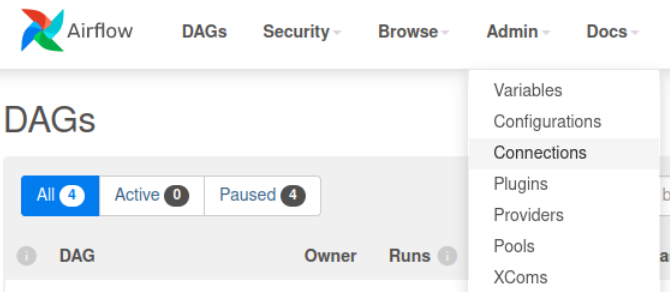 Airflow DAGs Security Browse Admin Docs
Variables
DAGs
Configurations
Connections
Plugins
All 4 Active 0 Paused 4
Providers
Pools
i DAG Owner Runs i
XComs